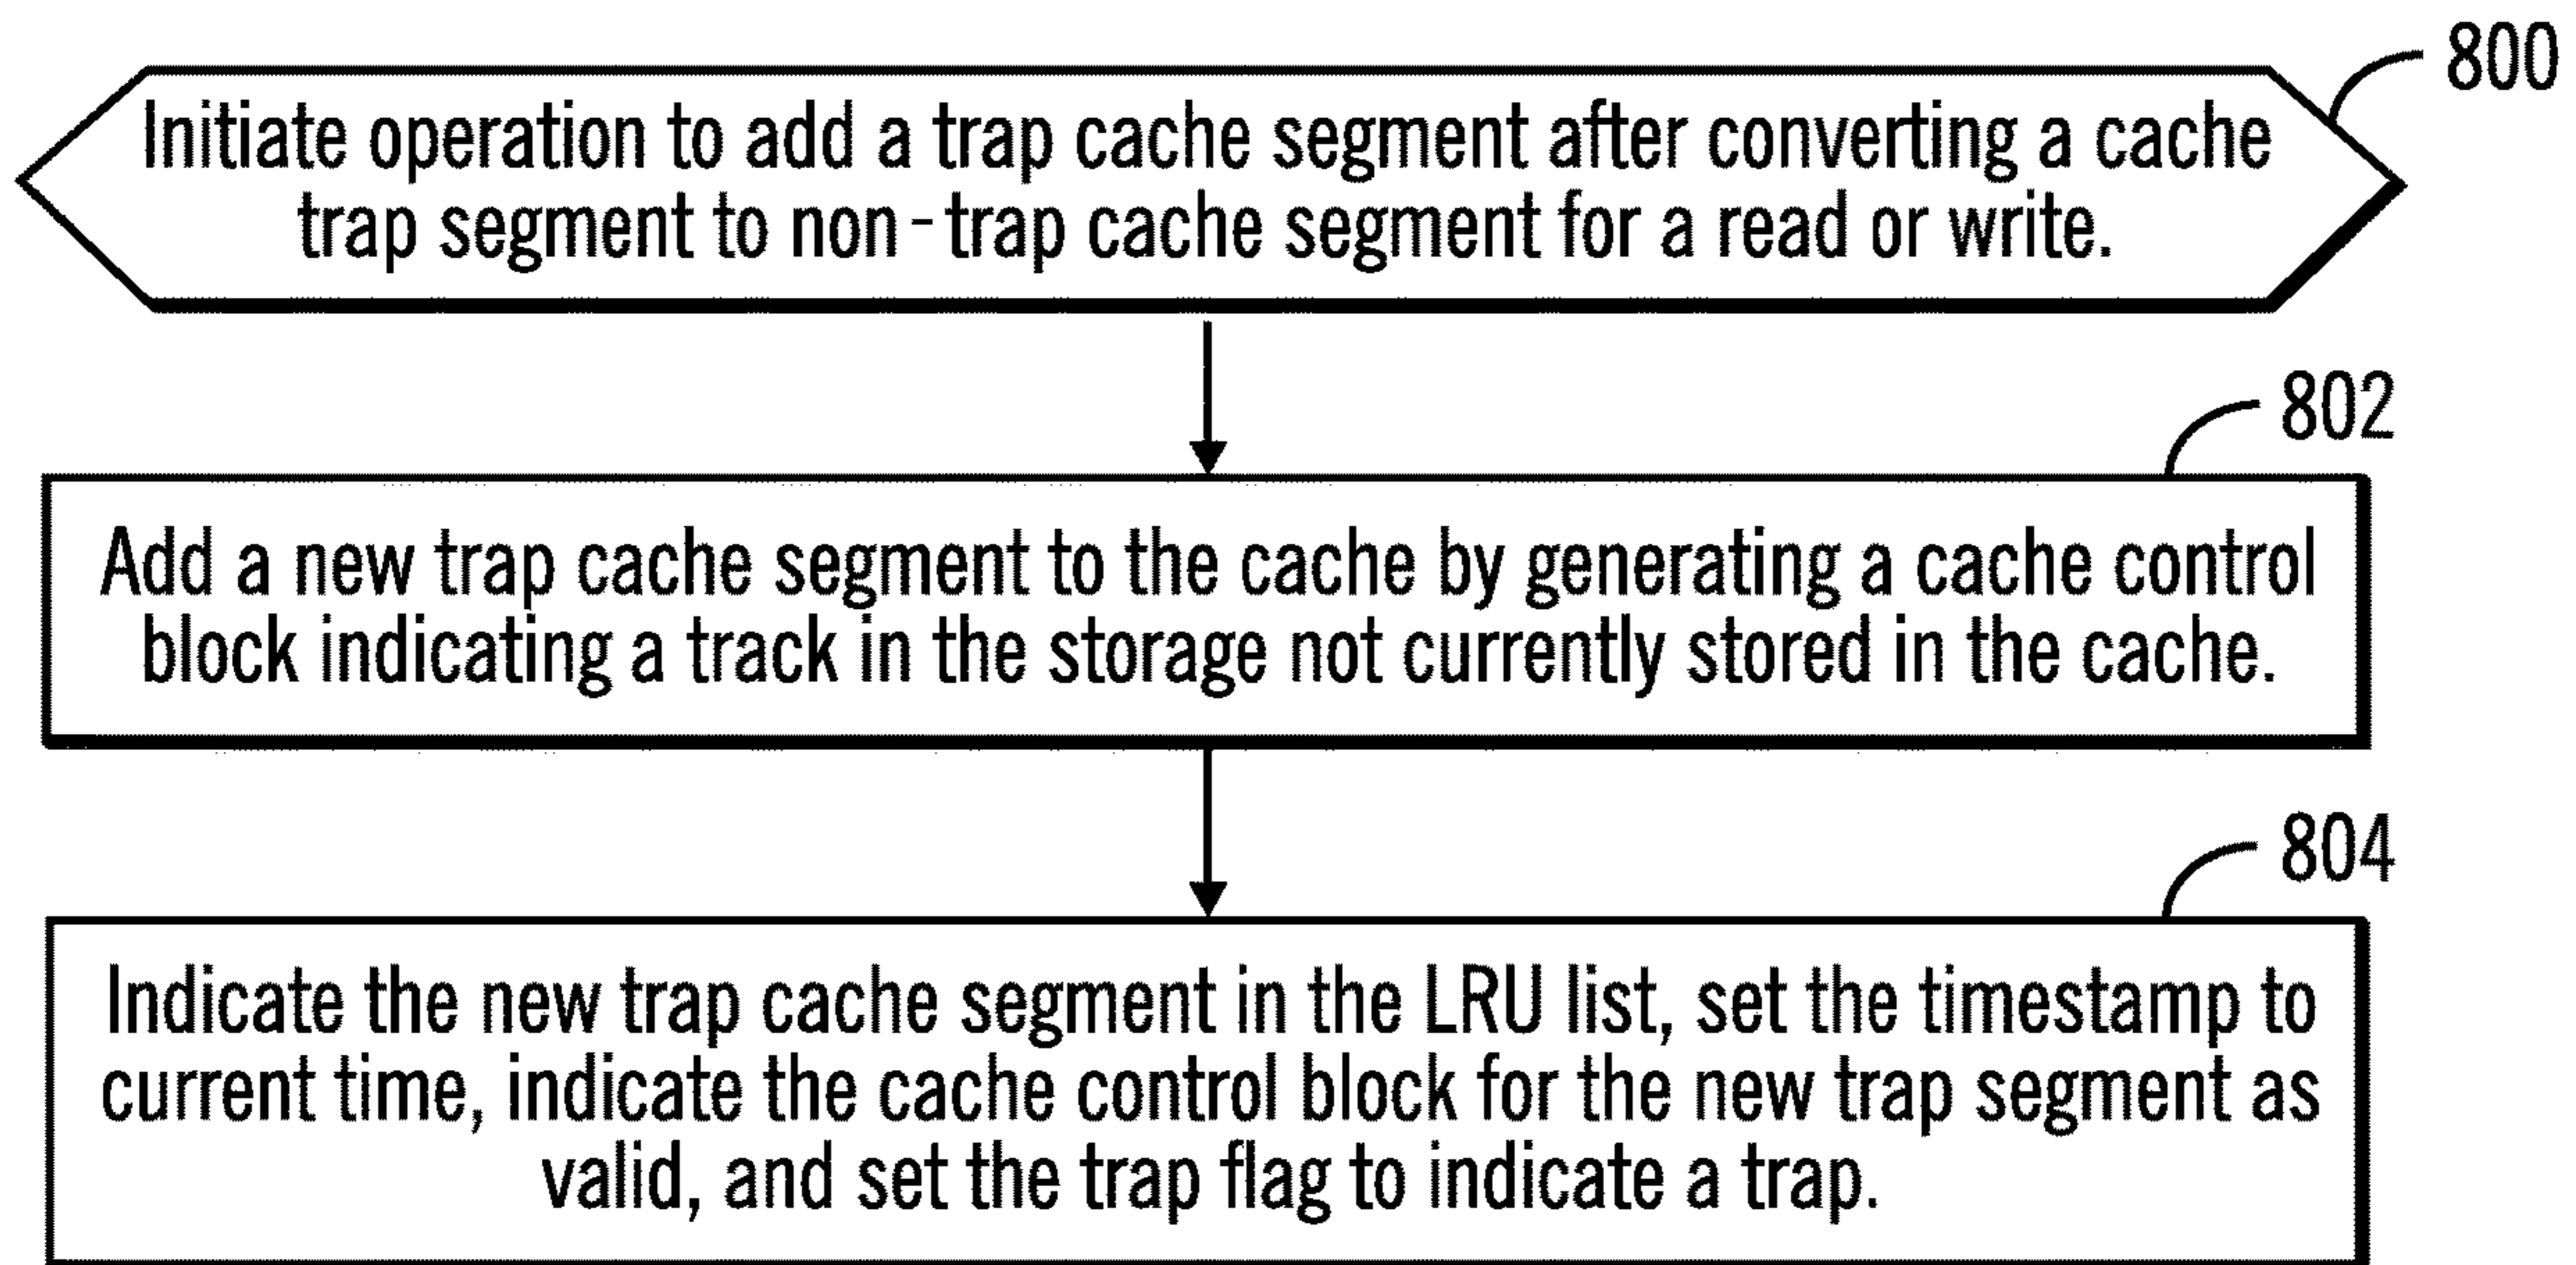 800
Initiate operation to add a trap cache segment after converting a cache
trap segment to non-trap cache segment for a read or write.
802
Add a new trap cache segment to the cache by generating a cache control
block indicating a track in the storage not currently stored in the cache.
804
Indicate the new trap cache segment in the LRU list, set the timestamp to
current time, indicate the cache control block for the new trap segment as
valid, and set the trap flag to indicate a trap.